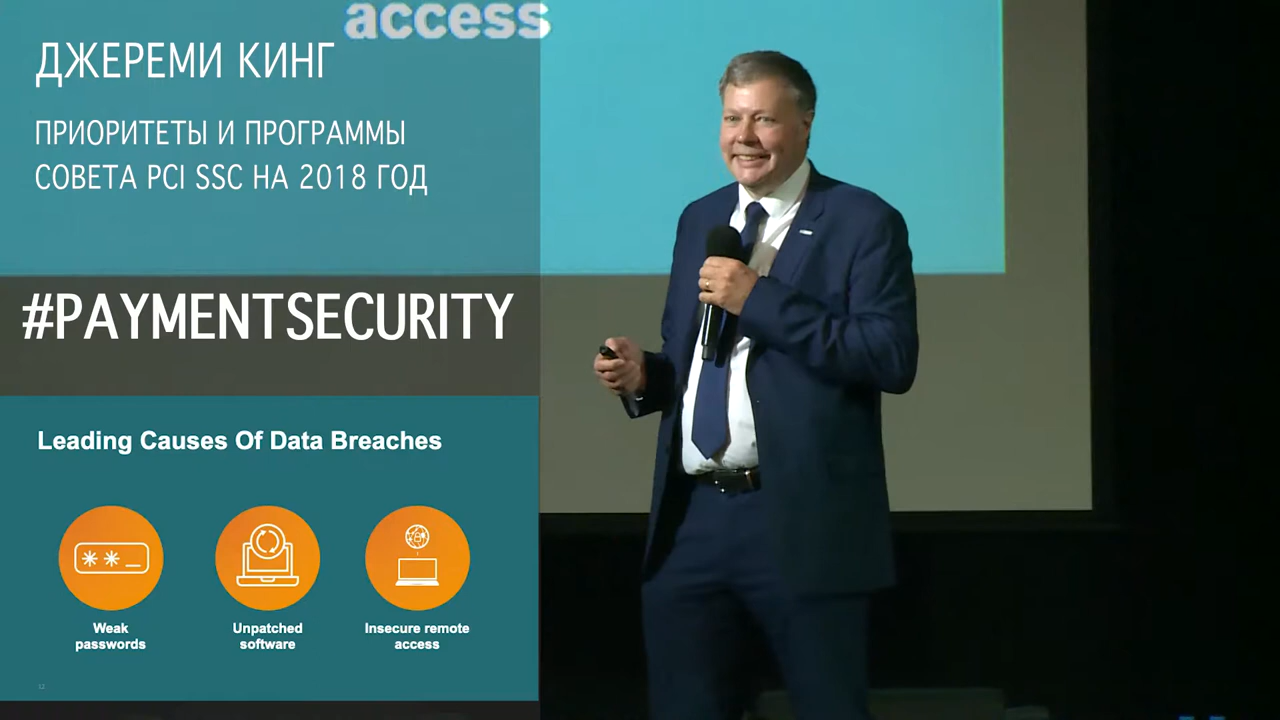 access
ДЖЕРЕМИ КИНГ
ПРИОРИТЕТЫ И ПРОГРАММЫ
СОВЕТА PCI SSC НА 2018 ГОД
#PAYMENTSECURITY
Leading Causes Of Data Breaches
Weak
passwords
Unpatched
software
Insecure remote
access
12